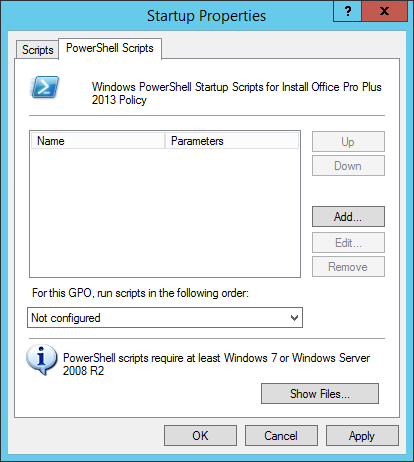 Startup Properties
? x
Scripts PowerShell Scripts
Windows PowerShell Startup Scripts for Install Office Pro Plus
2013 Policy
Name Parameters
Up
Down
Add...
Edit...
Remove
For this GPO, run scripts in the following order:
Not configured
PowerShell scripts require at least Windows 7 or Windows Server
2008 R2
Show Files...
OK Cancel Apply